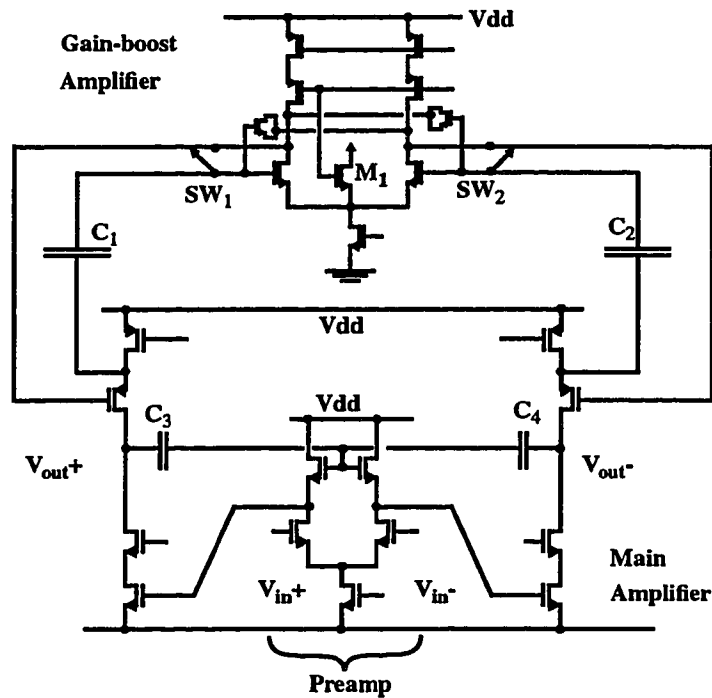 Vdd
Gain-boost
Amplifier
M1
SW1
SW2
C1
C2
Vdd
Vdd
C3
C4
Vout+
Vout-
Main
Amplifier
Vin+
Vin-
Preamp